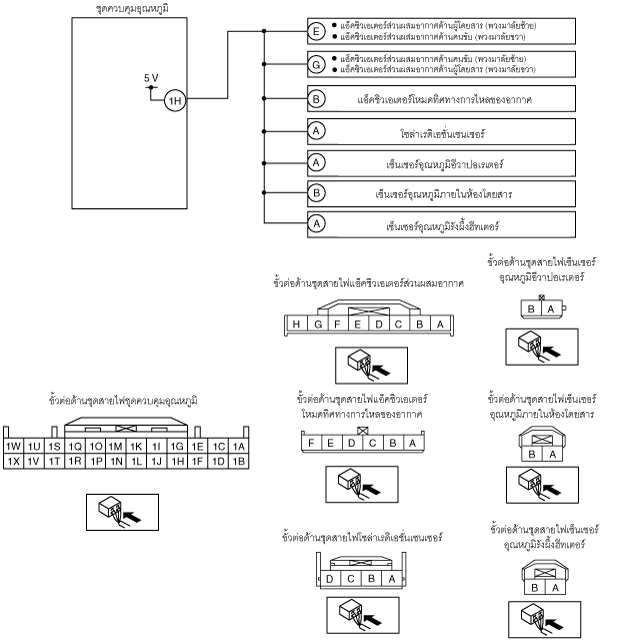 ชุดควบคุมอุณหภูมิ
5 V
1H
E
● แอ็คชิวเอเตอร์ส่วนผสมอากาศด้านผู้โดยสาร (พวงมาลัยซ้าย)
● แอ็คชิวเอเตอร์ส่วนผสมอากาศด้านคนขับ (พวงมาลัยขวา)
G
● แอ็คชิวเอเตอร์ส่วนผสมอากาศด้านคนขับ (พวงมาลัยซ้าย)
● แอ็คชิวเอเตอร์ส่วนผสมอากาศด้านผู้โดยสาร (พวงมาลัยขวา)
B แอ็คชิวเอเตอร์โหมดทิศทางการไหลของอากาศ
A โซล่าเรดิเอชั่นเซนเซอร์
A เซ็นเซอร์อุณหภูมิอีวาปอเรเตอร์
B เซ็นเซอร์อุณหภูมิภายในห้องโดยสาร
A เซ็นเซอร์อุณหภูมิรังผึ้งฮีทเตอร์
ขั้วต่อด้านชุดสายไฟแอ็คชิวเอเตอร์ส่วนผสมอากาศ
H G F E D C B A
ขั้วต่อด้านชุดสายไฟเซ็นเซอร์
อุณหภูมิอีวาปอเรเตอร์
B A
ขั้วต่อด้านชุดสายไฟชุดควบคุมอุณหภูมิ
1W 1U 1S 1Q 1O 1M 1K 1I 1G 1E 1C 1A
1X 1V 1T 1R 1P 1N 1L 1J 1H 1F 1D 1B
ขั้วต่อด้านชุดสายไฟแอ็คชิวเอเตอร์
โหมดทิศทางการไหลของอากาศ
F E D C B A
ขั้วต่อด้านชุดสายไฟเซ็นเซอร์
อุณหภูมิภายในห้องโดยสาร
B A
ขั้วต่อด้านชุดสายไฟโซล่าเรดิเอชั่นเซนเซอร์
D C B A
ขั้วต่อด้านชุดสายไฟเซ็นเซอร์
อุณหภูมิรังผึ้งฮีทเตอร์
B A